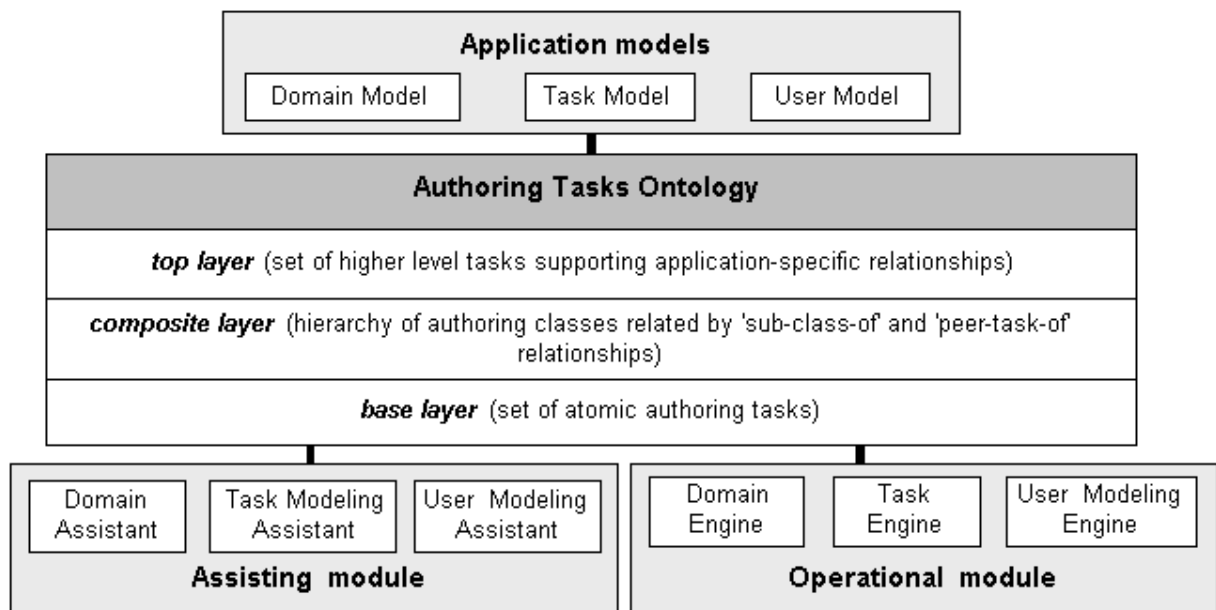 Application models
Domain Model
Task Model
User Model
Authoring Tasks Ontology
top layer (set of higher level tasks supporting application-specific relationships)
composite layer (hierarchy of authoring classes related by 'sub-class-of' and 'peer-task-of'
relationships)
base layer (set of atomic authoring tasks)
Domain
Assistant
Task Modeling
Assistant
User Modeling
Assistant
Assisting module
Domain
Engine
Task
Engine
User Modeling
Engine
Operational module